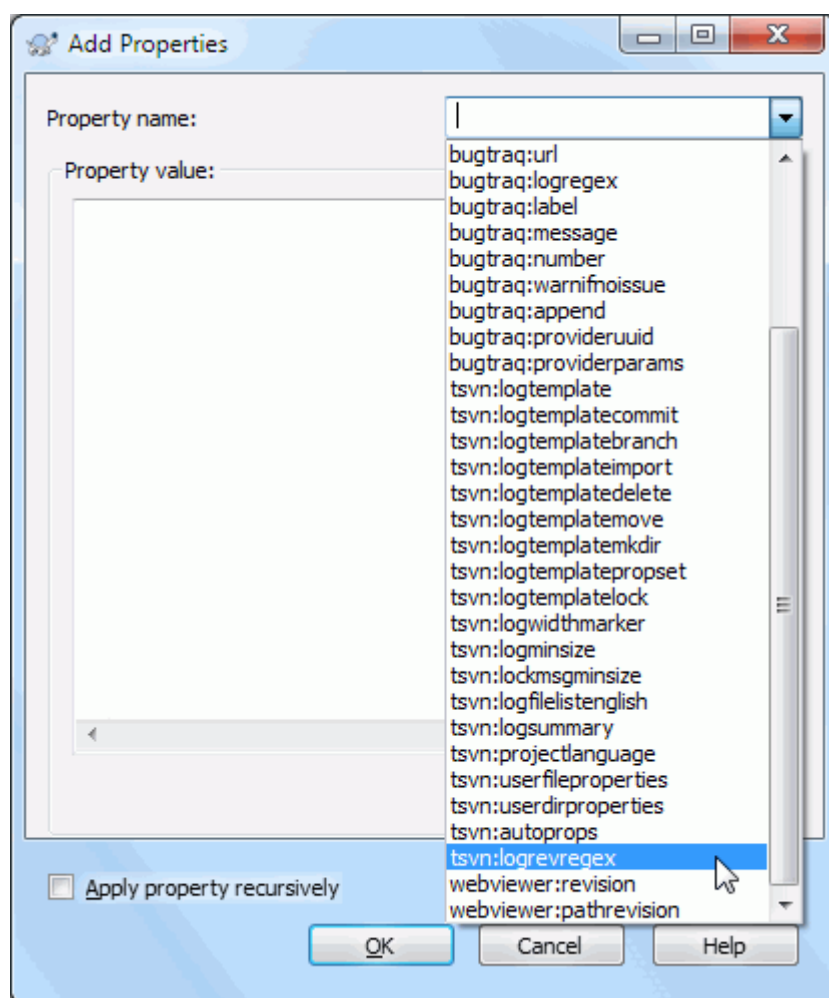 Add Properties
Property name:
Property value:
bugtraq:url
bugtraq:logregex
bugtraq:label
bugtraq:message
bugtraq:number
bugtraq:warnifnoissue
bugtraq:append
bugtraq:provideruuid
bugtraq:providerparams
tsvn:logtemplate
tsvn:logtemplatecommit
tsvn:logtemplatebranch
tsvn:logtemplateimport
tsvn:logtemplatedelete
tsvn:logtemplatemove
tsvn:logtemplatemkdir
tsvn:logtemplatepropset
tsvn:logtemplatelock
tsvn:logwidthmarker
tsvn:logminsize
tsvn:lockmsgminsize
tsvn:logfilelistenglish
tsvn:logsummary
tsvn:projectlanguage
tsvn:userfileproperties
tsvn:userdirproperties
tsvn:autoprops
tsvn:logrevregex
webviewer:revision
webviewer:pathrevision
Apply property recursively
OK Cancel Help